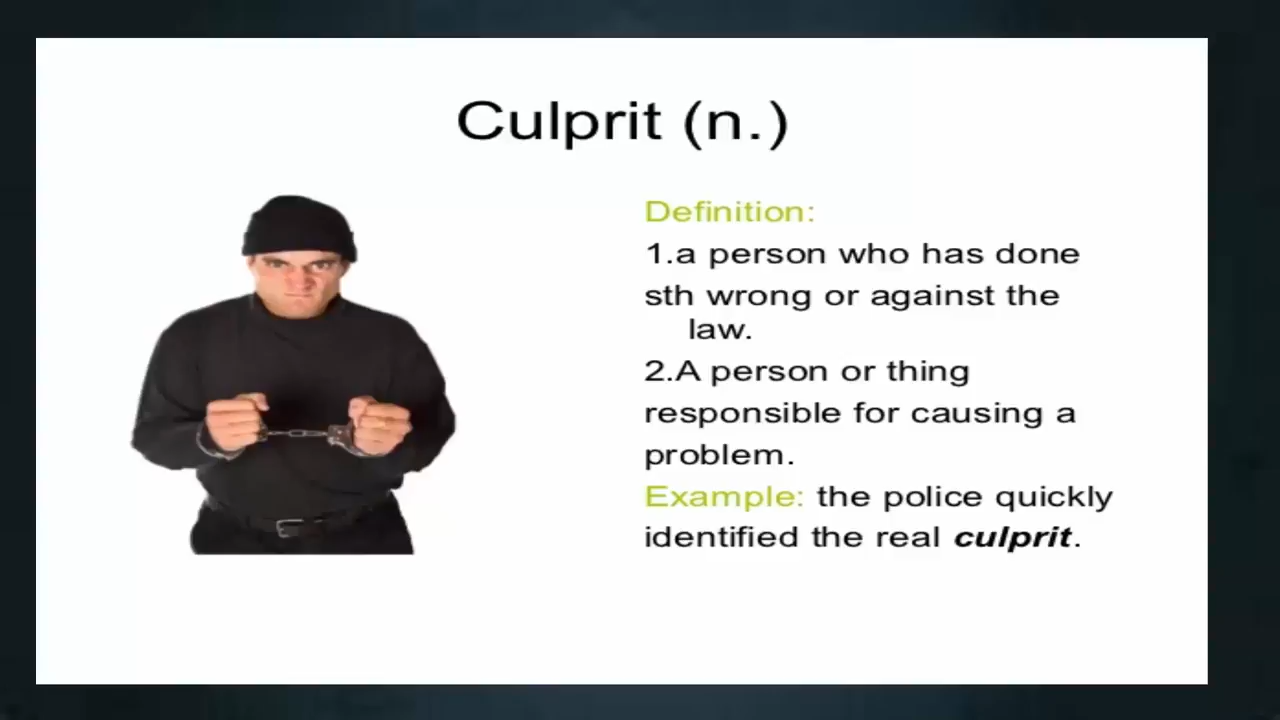 Culprit (n.)
Definition:
1.a person who has done
sth wrong or against the
law.
2.A person or thing
responsible for causing a
problem.
Example: the police quickly
identified the real culprit.